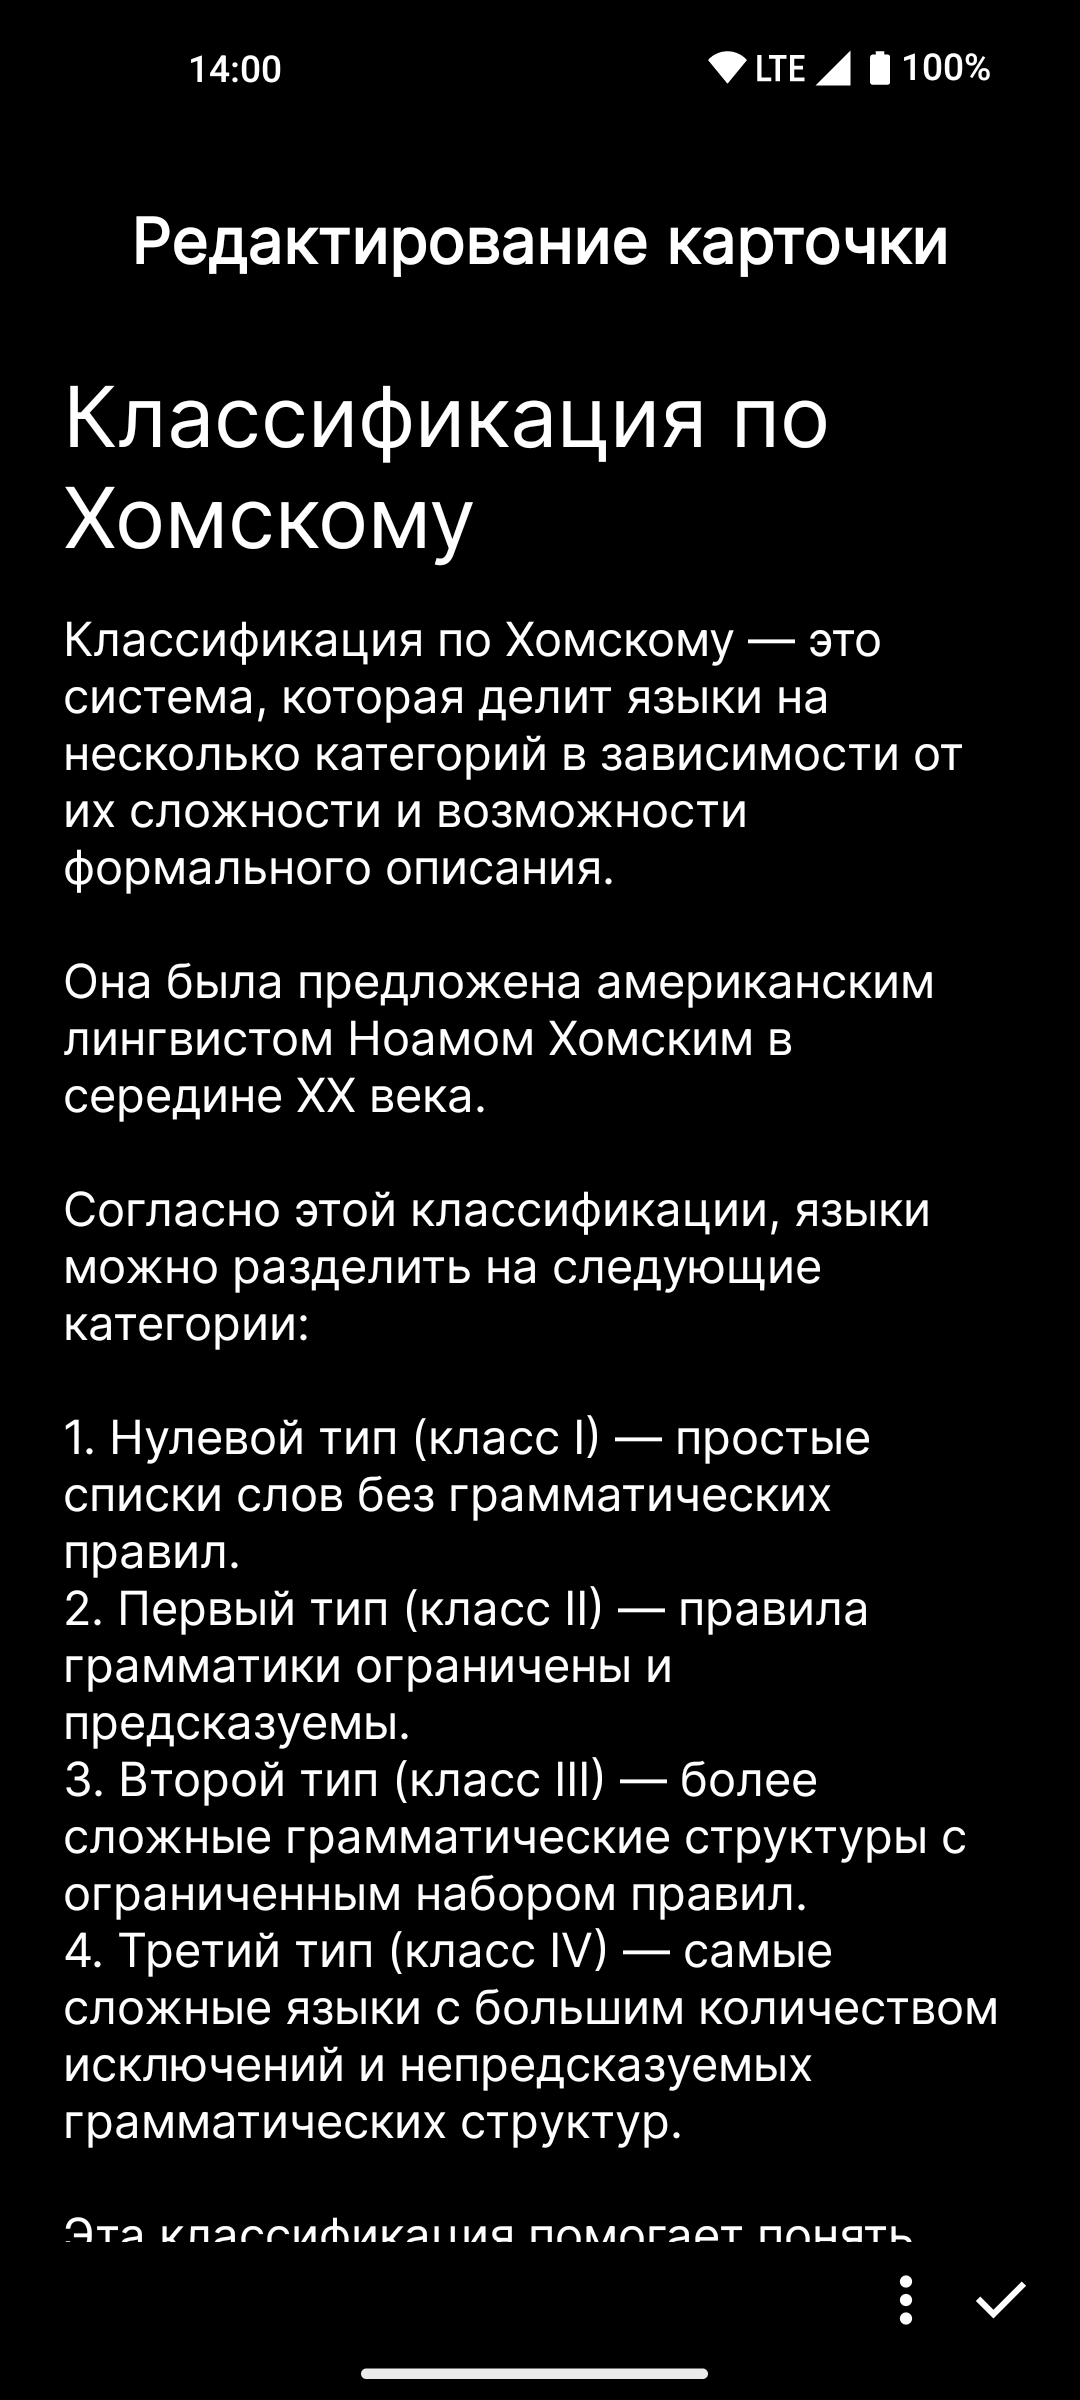 14:00
LTE 100%
Редактирование карточки
Классификация по
Хомскому
Классификация по Хомскому — это
система, которая делит языки на
несколько категорий в зависимости от
их сложности и возможности
формального описания.
Она была предложена американским
лингвистом Ноамом Хомским в
середине XX века.
Согласно этой классификации, языки
можно разделить на следующие
категории:
1. Нулевой тип (класс I) — простые
списки слов без грамматических
правил.
2. Первый тип (класс II) — правила
грамматики ограничены и
предсказуемы.
3. Второй тип (класс III) — более
сложные грамматические структуры с
ограниченным набором правил.
4. Третий тип (класс IV) — самые
сложные языки с большим количеством
исключений и непредсказуемых
грамматических структур.
Эта классификация помогает понять